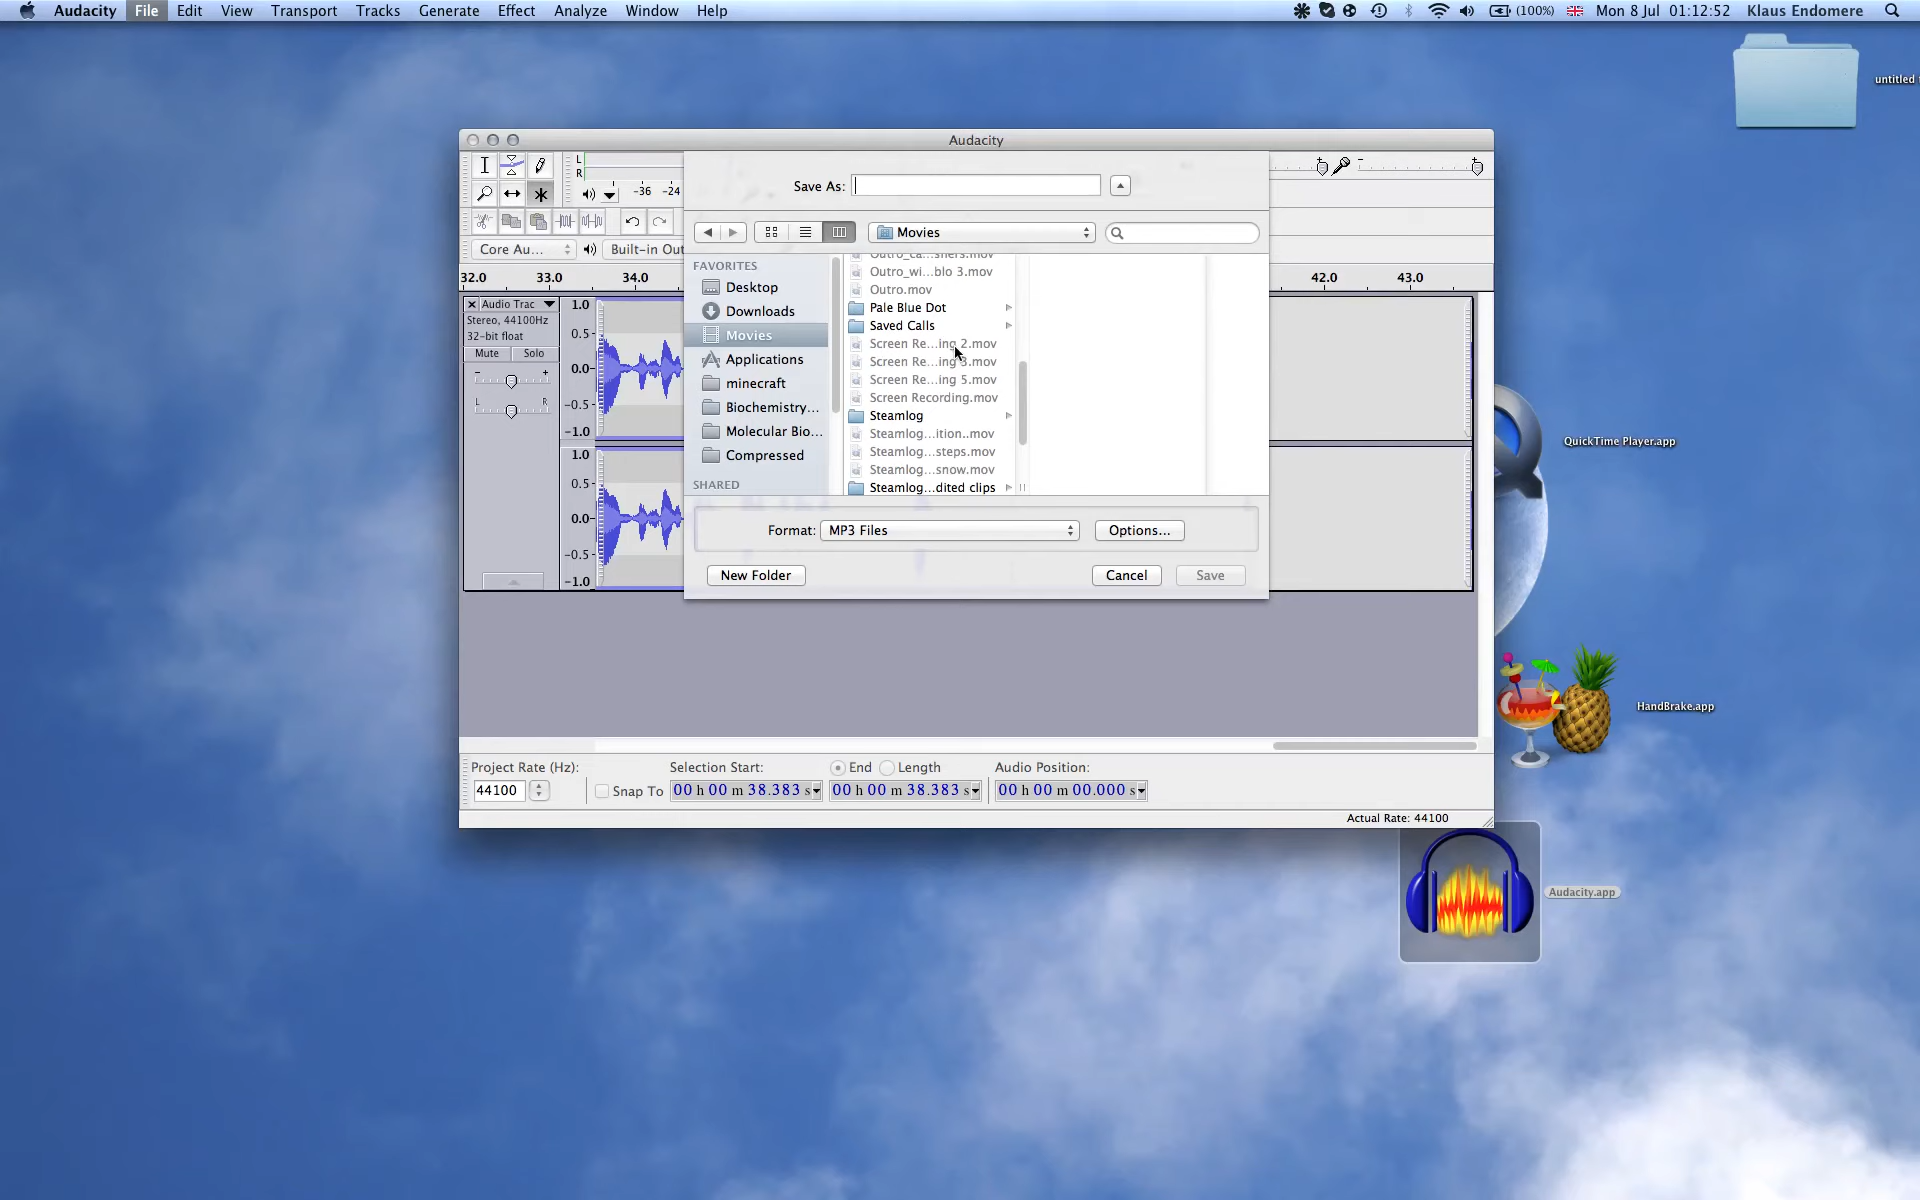 Audacity File Edit View Transport Tracks Generate Effect Analyze Window Help
(100%) Mon 8 Jul 01:12:52 Klaus Endomere
untitled
Audacity
L
R
-36 -24
Save As:
Movies
Core Au... Built-in Out
32.0 33.0 34.0 42.0 43.0
FAVORITES
Desktop
Downloads
Movies
Applications
minecraft
Biochemistry...
Molecular Bio...
Compressed
SHARED
Outro_ca...shers.mov
Outro_wi...blo 3.mov
Outro.mov
Pale Blue Dot
Saved Calls
Screen Re...ing 2.mov
Screen Re...ing 3.mov
Screen Re...ing 5.mov
Screen Recording.mov
Steamlog
Steamlog...ition..mov
Steamlog...steps.mov
Steamlog...snow.mov
Steamlog...dited clips
Audio Trac
Stereo, 44100Hz
32-bit float
Mute Solo
- +
L R
1.0
0.5-
0.0-
-0.5-
-1.0
1.0
0.5-
0.0-
-0.5-
-1.0
Format: MP3 Files Options...
New Folder Cancel Save
QuickTime Player.app
HandBrake.app
Audacity.app
Project Rate (Hz): Selection Start: End Length Audio Position:
44100 Snap To 00 h 00 m 38.383 s 00 h 00 m 38.383 s 00 h 00 m 00.000 s
Actual Rate: 44100